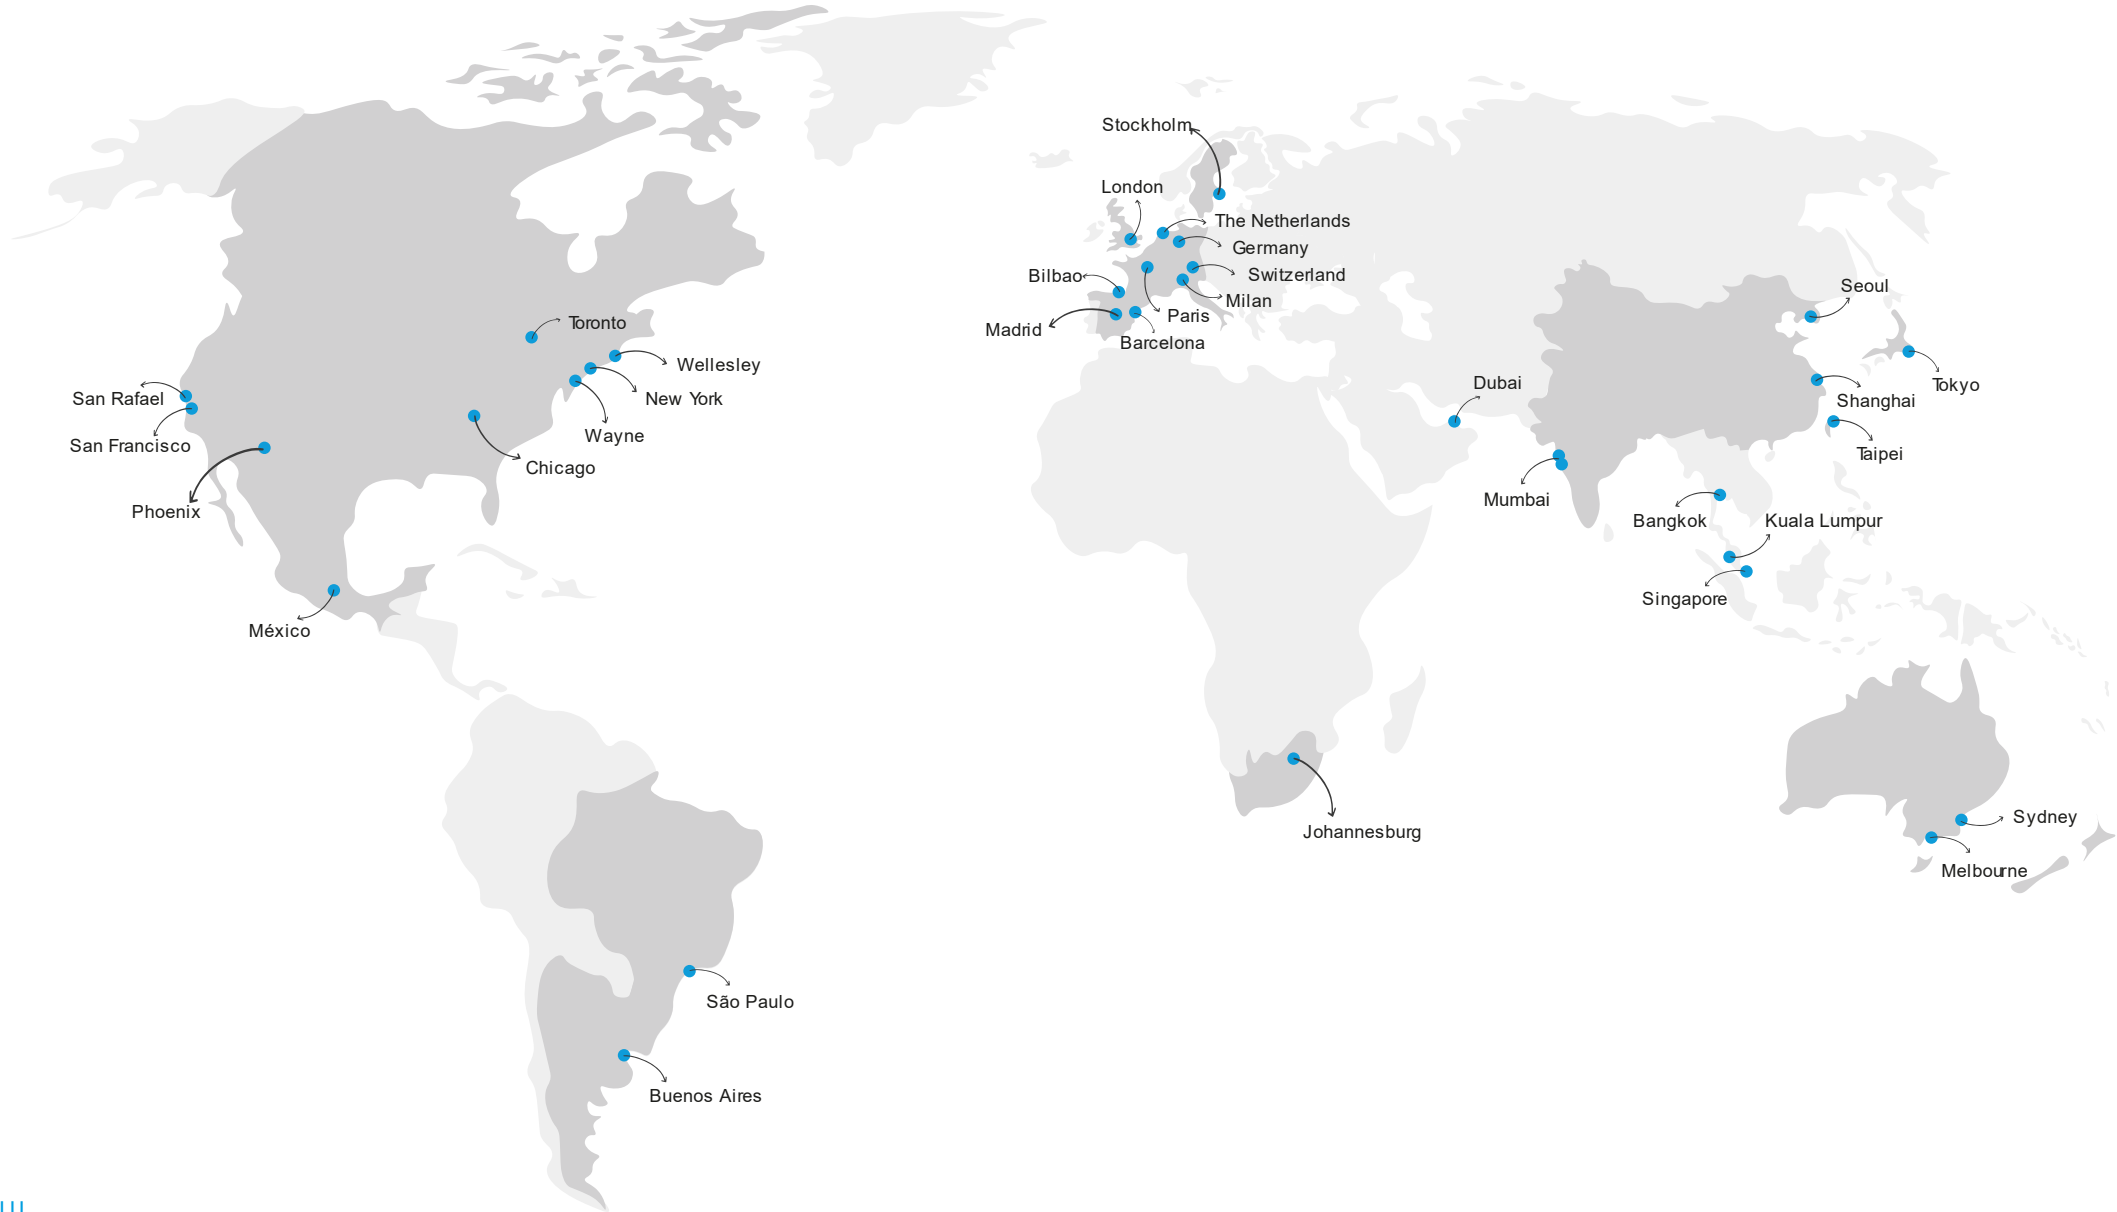 Stockholm
London
The Netherlands
Germany
Bilbao
Switzerland
Milan
Madrid
Paris
Barcelona
Toronto
Wellesley
San Rafael
New York
San Francisco
Wayne
Chicago
Phoenix
México
São Paulo
Buenos Aires
Johannesburg
Seoul
Dubai
Tokyo
Shanghai
Taipei
Mumbai
Bangkok
Kuala Lumpur
Singapore
Sydney
Melbourne